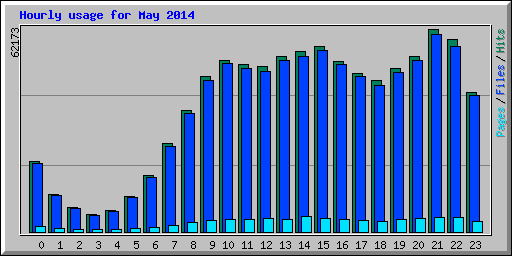 Hourly usage for May 2014
62173
Pages/Files/Hits
0 1 2 3 4 5 6 7 8 9 10 11 12 13 14 15 16 17 18 19 20 21 22 23